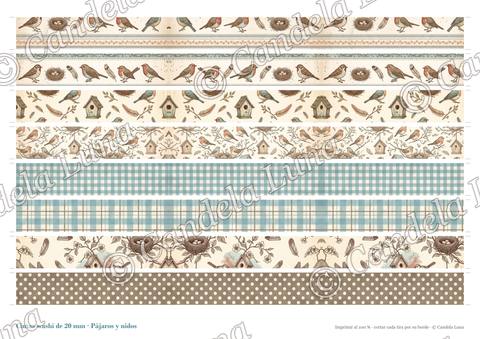 © Candela Luna
Cintas washi de 20 mm · Pájaros y nidos
Imprimir al 100 % · cortar cada tira por su borde · © Candela Luna